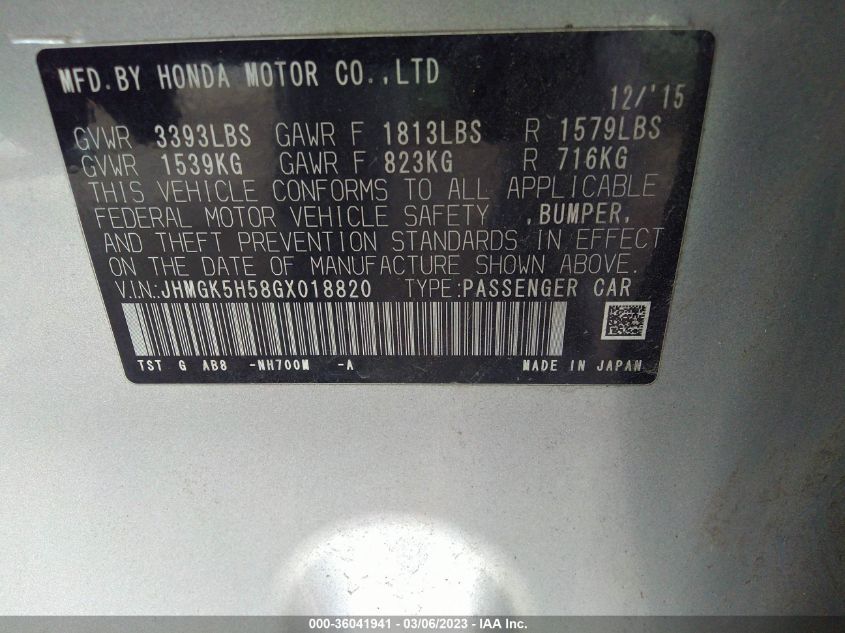 MFD.BY HONDA MOTOR CO.,LTD
12/'15
GVWR 3393LBS GAWR F 1813LBS R 1579LBS
GVWR 1539KG GAWR F 823KG R 716KG
THIS VEHICLE CONFORMS TO ALL APPLICABLE
FEDERAL MOTOR VEHICLE SAFETY ,BUMPER,
AND THEFT PREVENTION STANDARDS IN EFFECT
ON THE DATE OF MANUFACTURE SHOWN ABOVE.
V.I.N.:JHMGK5H58GX018820 TYPE:PASSENGER CAR
TST G AB8 -NH700M -A MADE IN JAPAN
000-36041941 - 03/06/2023 - IAA Inc.